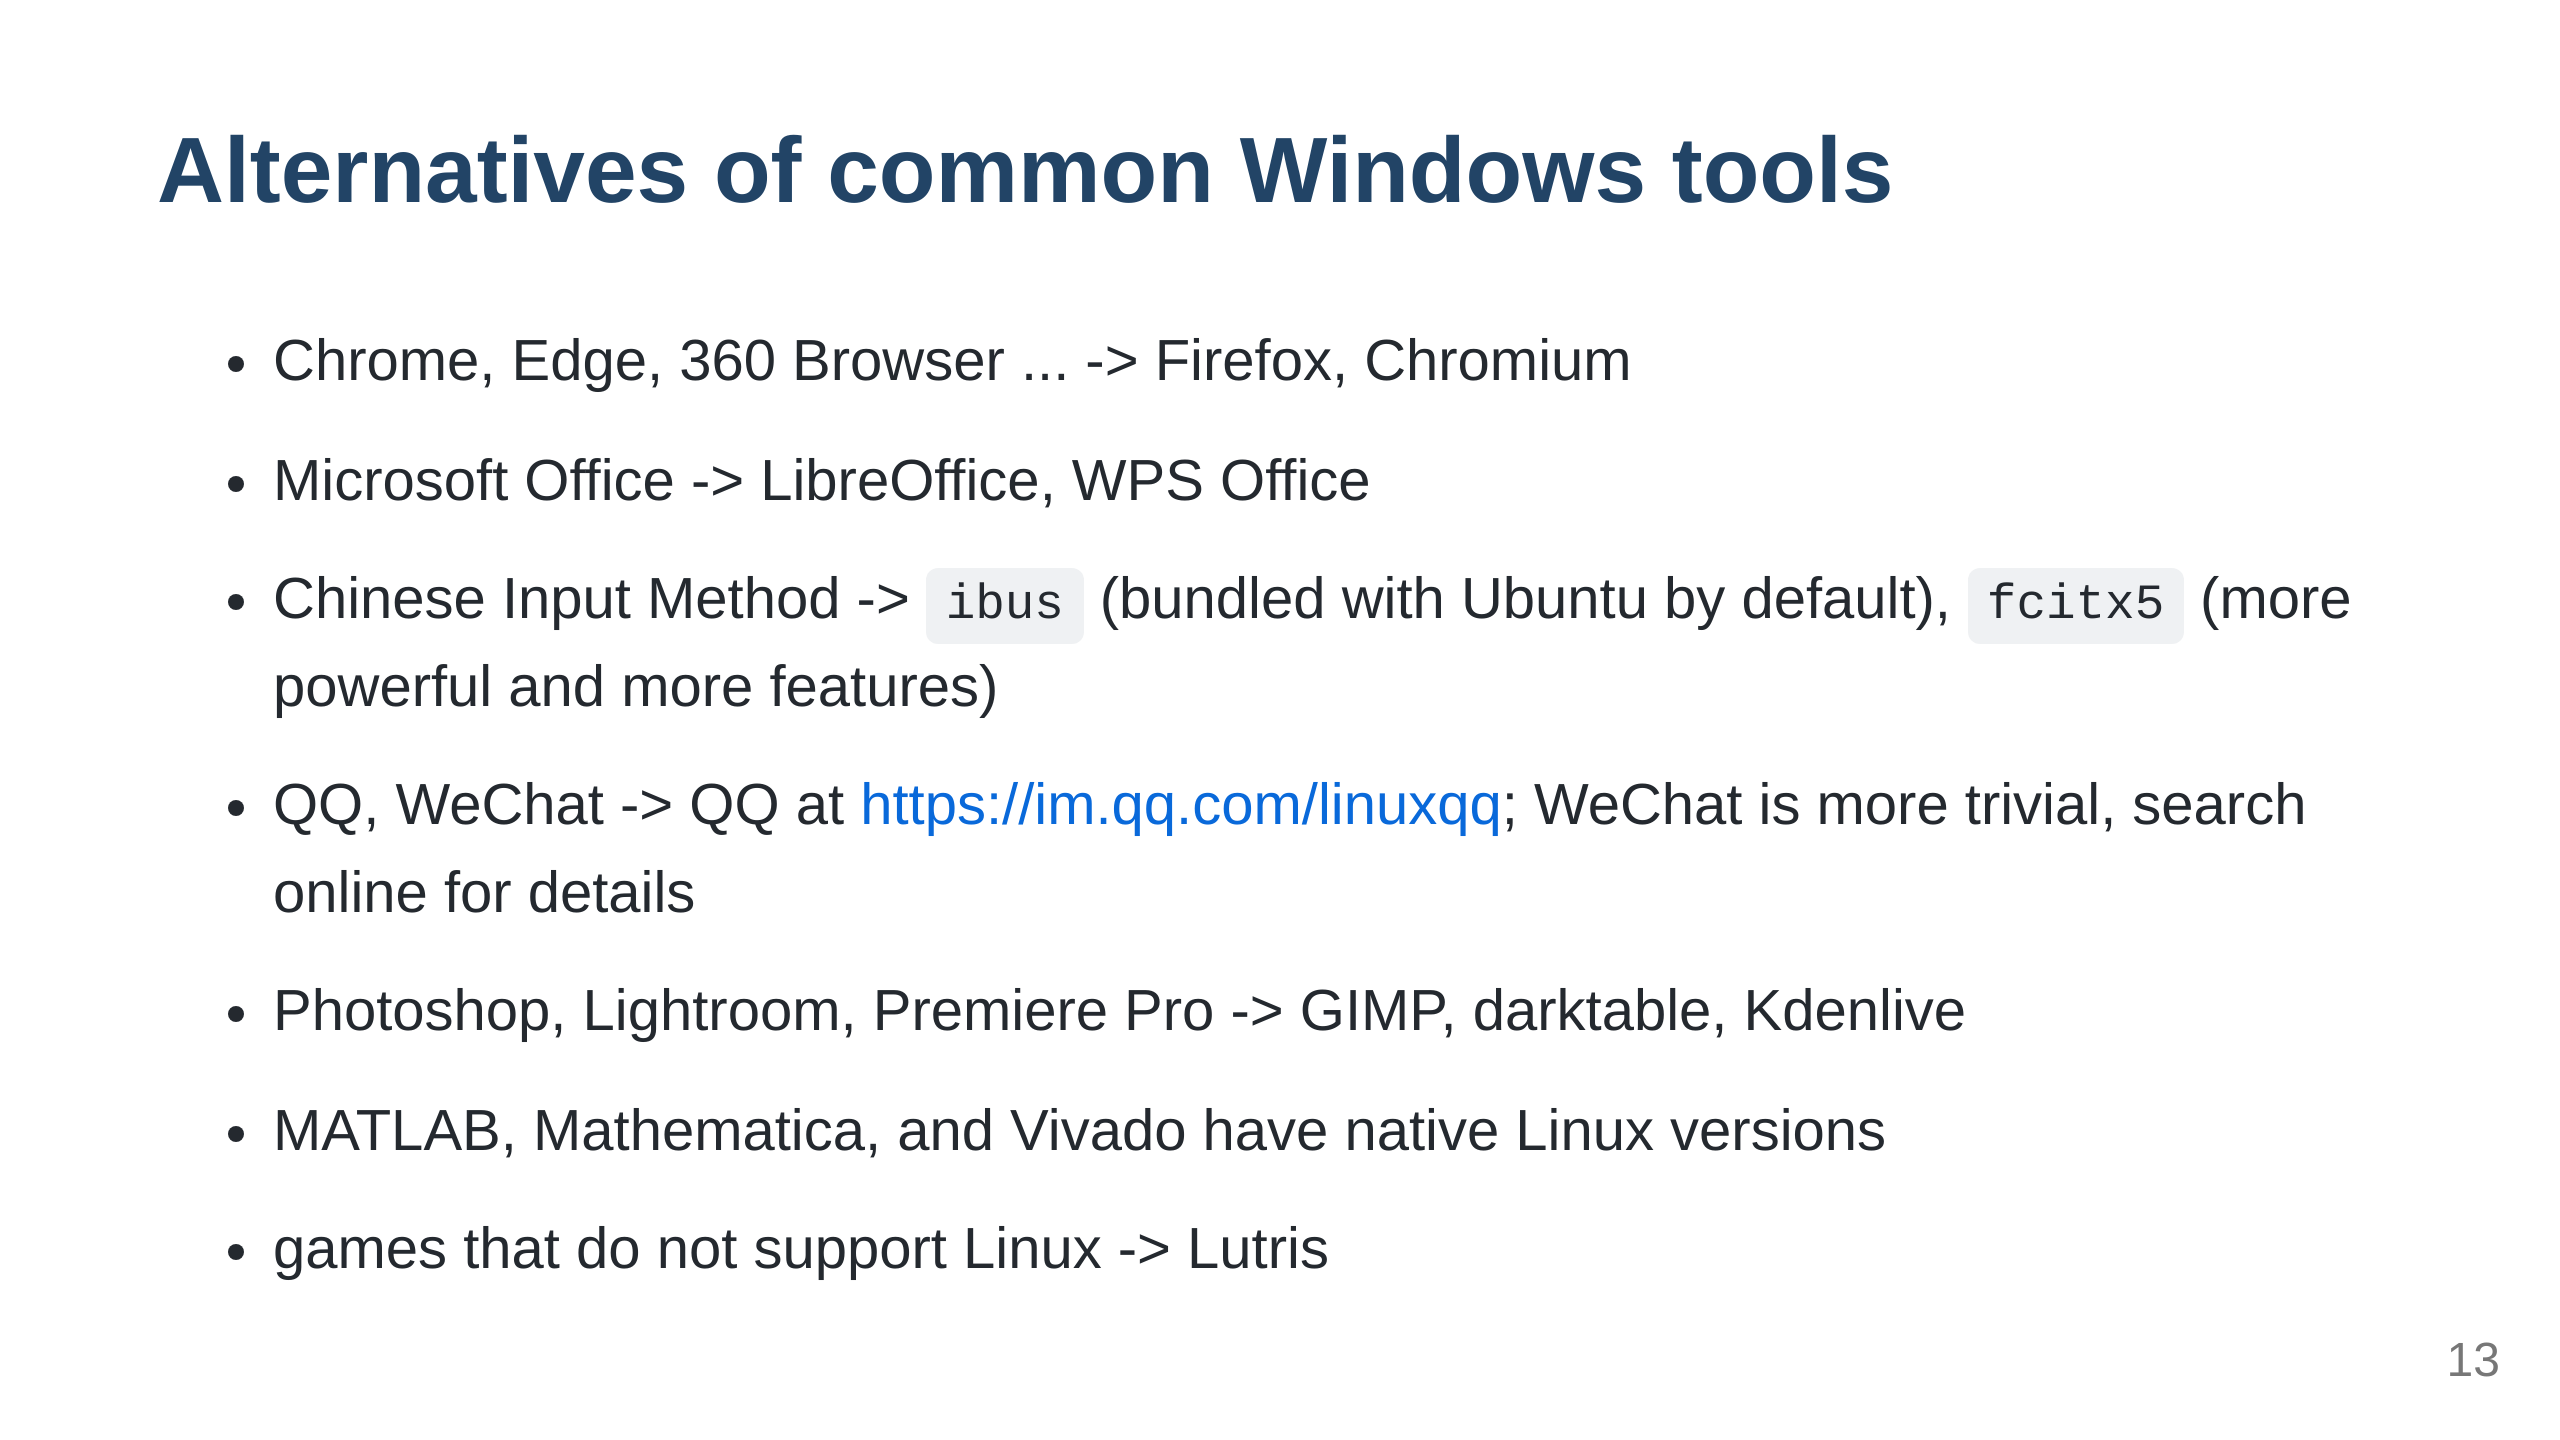 Alternatives of common Windows tools
• Chrome, Edge, 360 Browser ... -> Firefox, Chromium
• Microsoft Office -> LibreOffice, WPS Office
• Chinese Input Method -> ibus (bundled with Ubuntu by default), fcitx5 (more
powerful and more features)
• QQ, WeChat -> QQ at https://im.qq.com/linuxqq; WeChat is more trivial, search
online for details
• Photoshop, Lightroom, Premiere Pro -> GIMP, darktable, Kdenlive
• MATLAB, Mathematica, and Vivado have native Linux versions
• games that do not support Linux -> Lutris
13